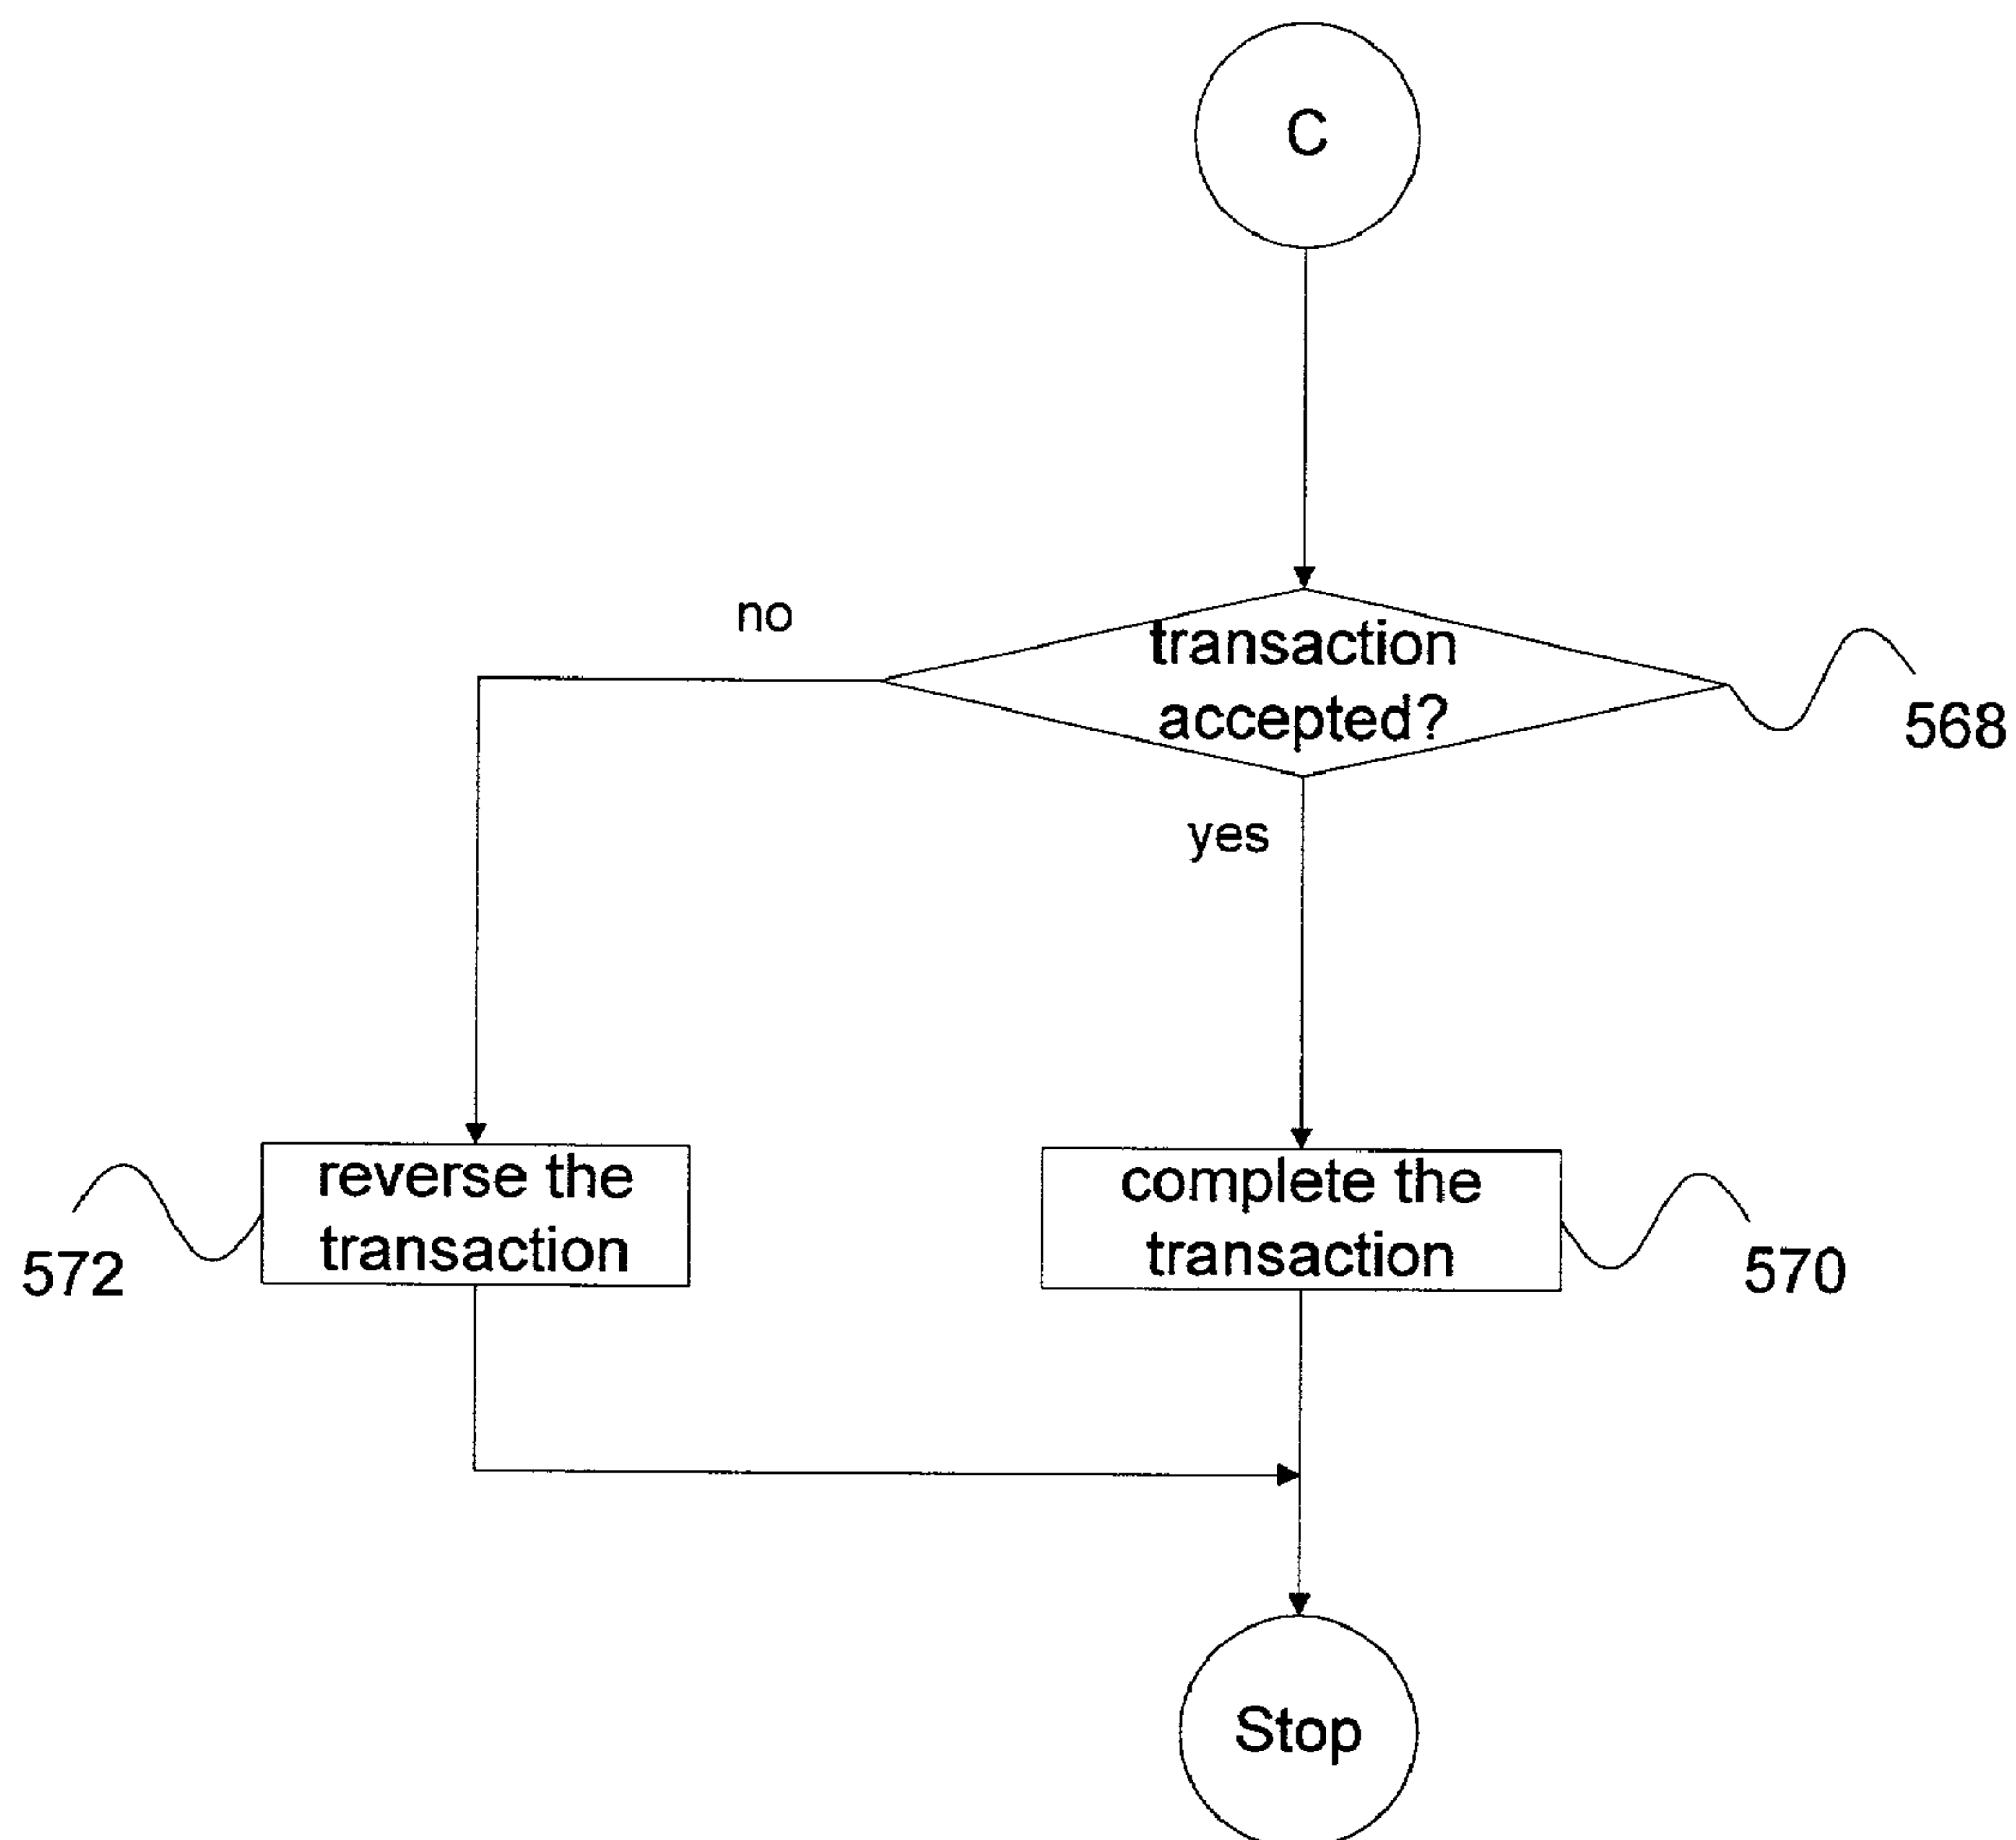 C
no
transaction
accepted?
568
yes
reverse the
transaction
572
complete the
transaction
570
Stop